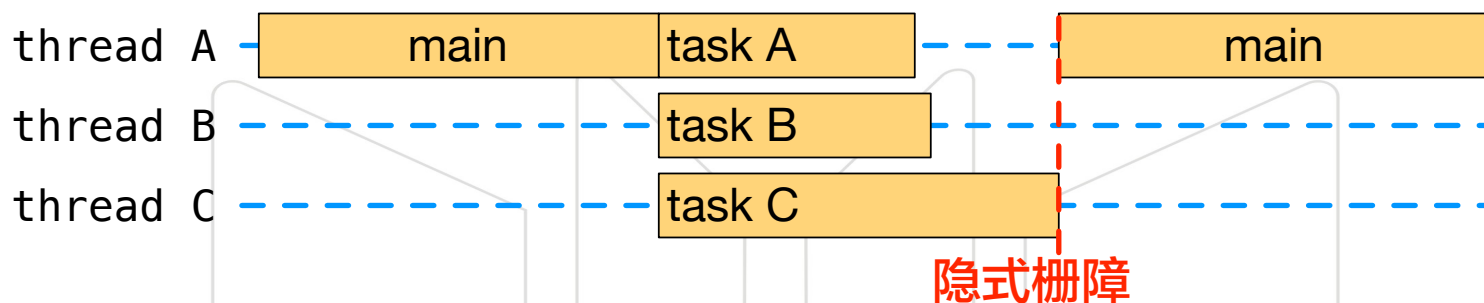 thread A main task A main
thread B task B
thread C task C
隐式栅障